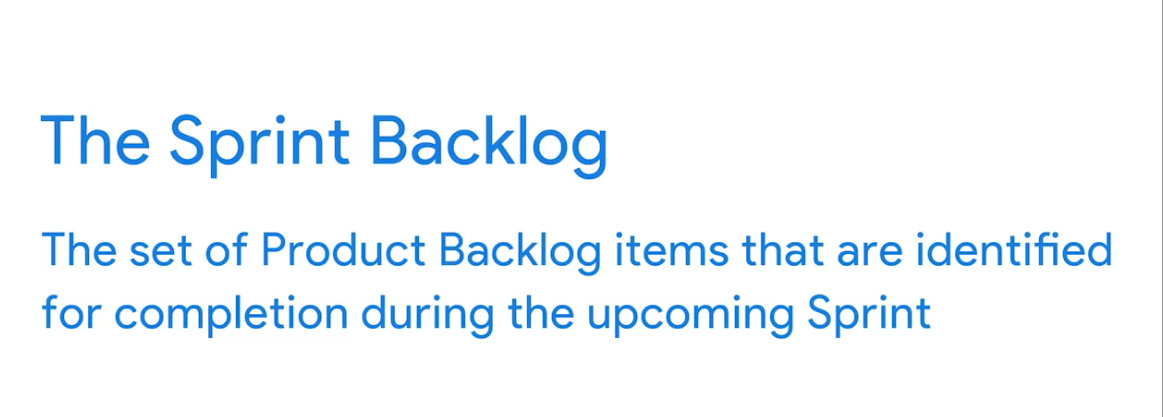 The Sprint Backlog
The set of Product Backlog items that are identified
for completion during the upcoming Sprint